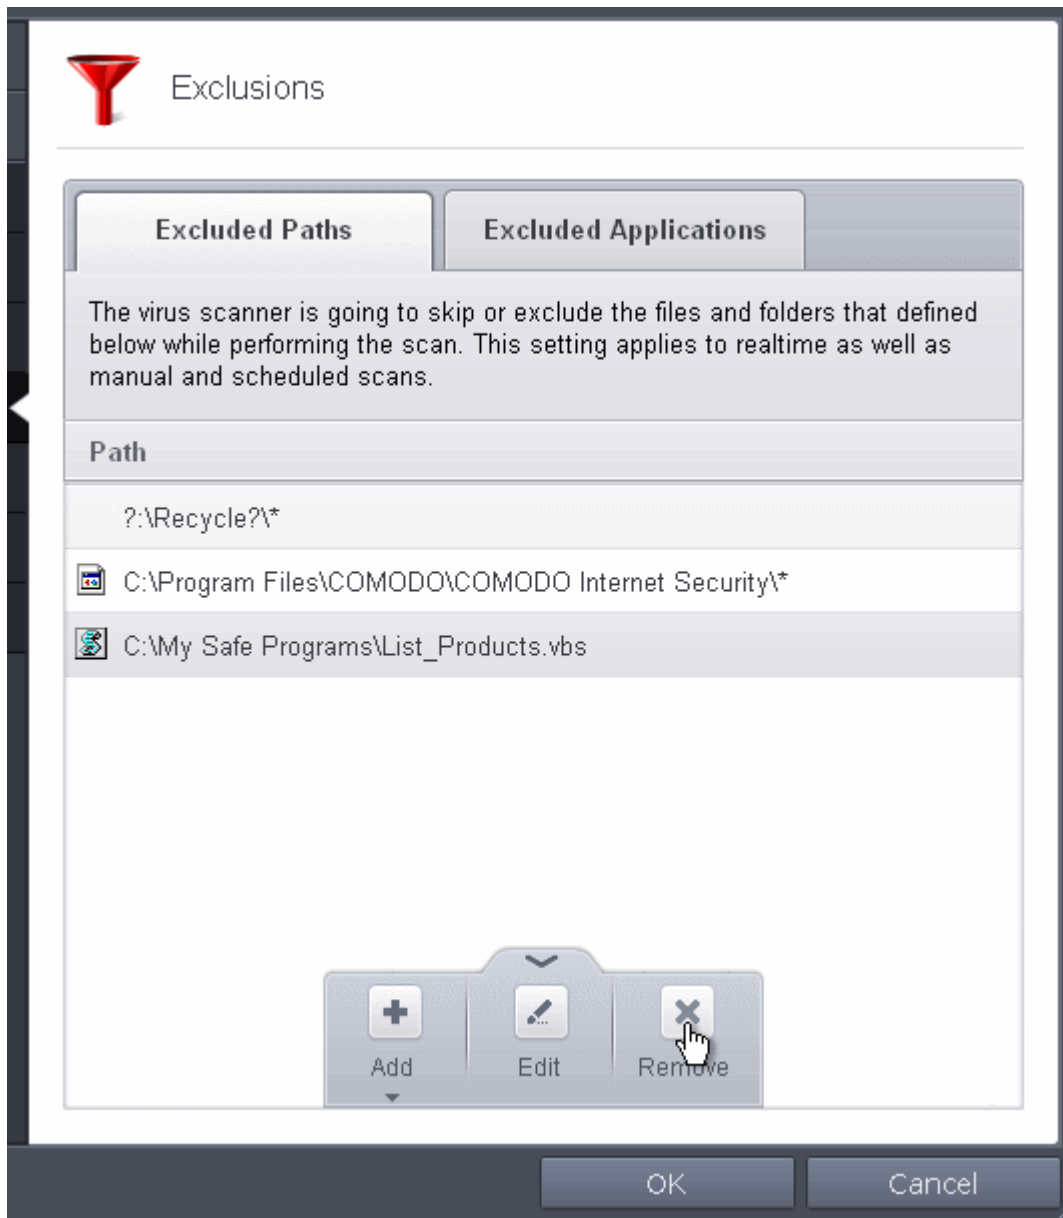 Exclusions
Excluded Paths
Excluded Applications
The virus scanner is going to skip or exclude the files and folders that defined
below while performing the scan. This setting applies to realtime as well as
manual and scheduled scans.
Path
?:\Recycle?\*
C:\Program Files\COMODO\COMODO Internet Security\*
C:\My Safe Programs\List_Products.vbs
Add
Edit
Remove
OK
Cancel